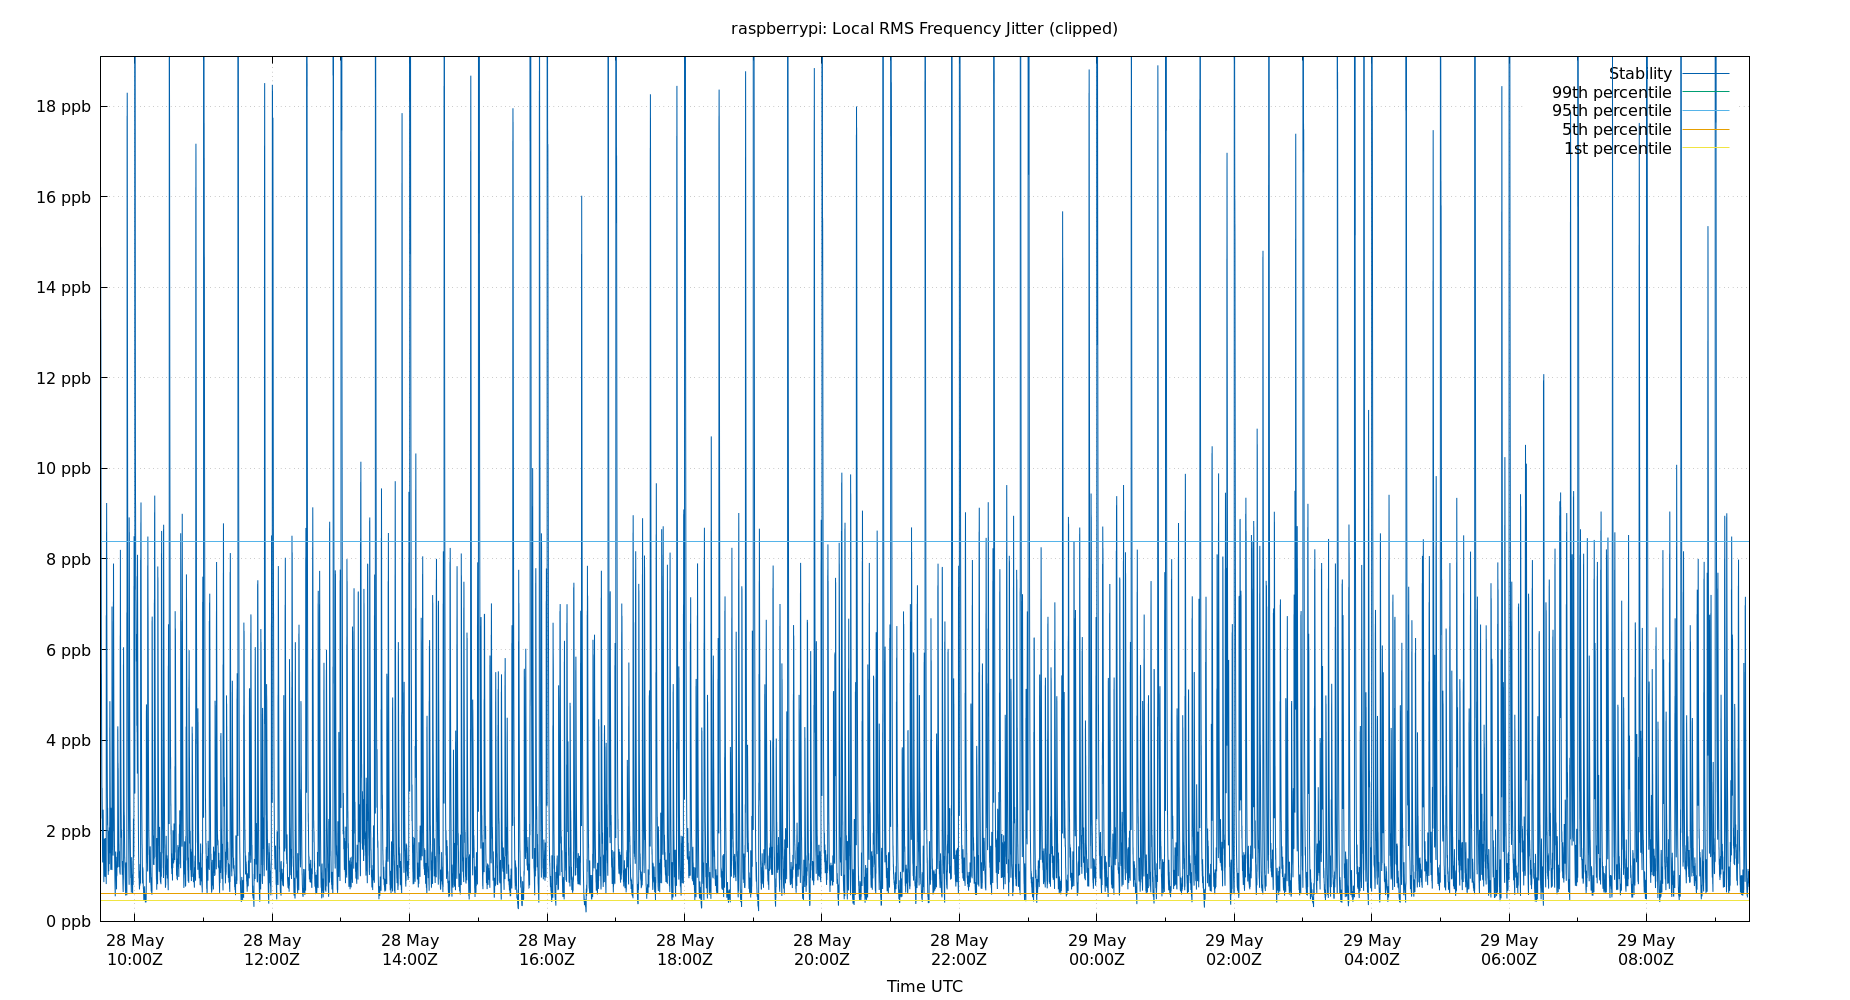 raspberrypi: Local RMS Frequency Jitter (clipped)
Stability
99th percentile
95th percentile
5th percentile
1st percentile
18 ppb
16 ppb
14 ppb
12 ppb
10 ppb
8 ppb
6 ppb
4 ppb
2 ppb
0 ppb
28 May 28 May 28 May 28 May 28 May 28 May 28 May 29 May 29 May 29 May 29 May 29 May
10:00Z 12:00Z 14:00Z 16:00Z 18:00Z 20:00Z 22:00Z 00:00Z 02:00Z 04:00Z 06:00Z 08:00Z
Time UTC